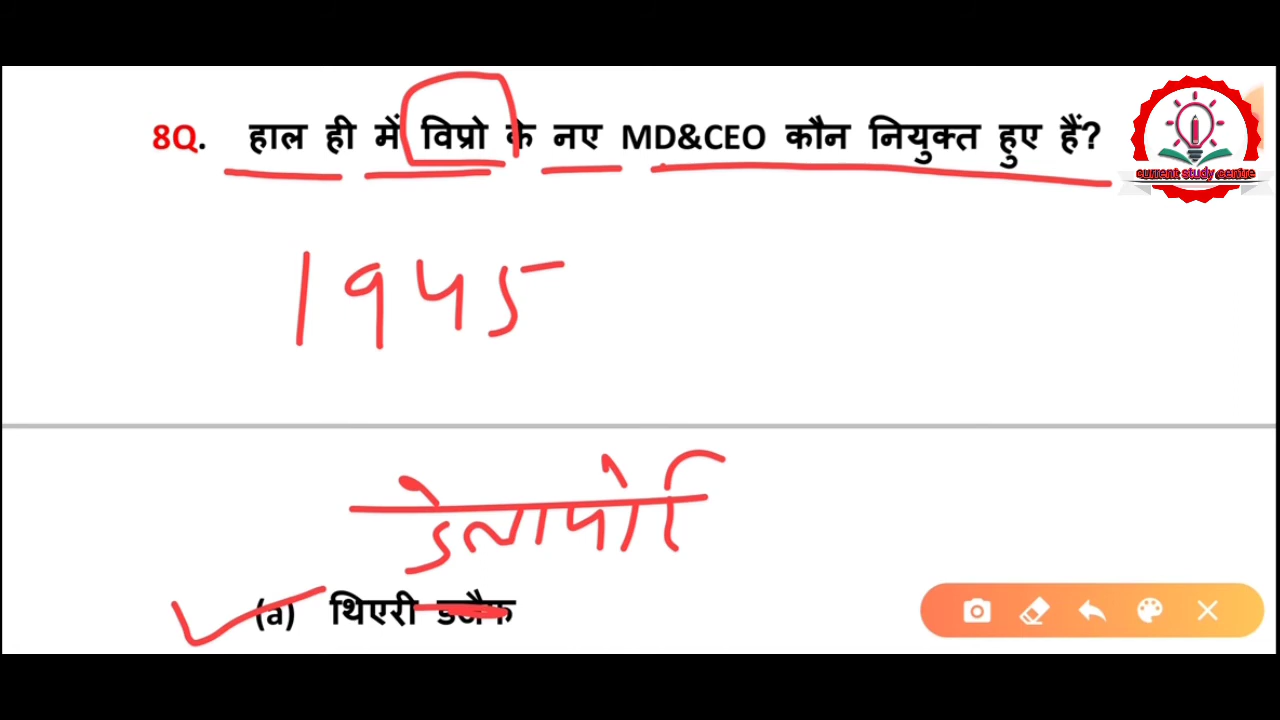 8Q. हाल ही में विप्रो के नए MD&CEO कौन नियुक्त हुए हैं?
current study centre
1945
(a) थिएरी